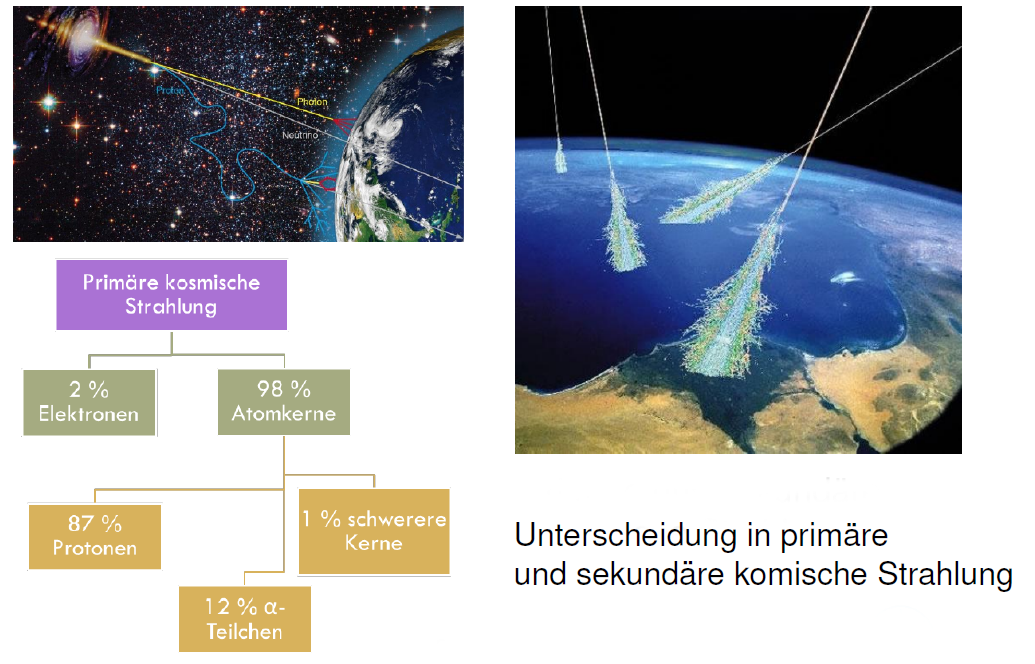 Proton
Photon
Neutrino
Primäre kosmische
Strahlung
2 %
Elektronen
98 %
Atomkerne
87 %
Protonen
1 % schwerere
Kerne
12 % α-
Teilchen
Unterscheidung in primäre
und sekundäre komische Strahlung